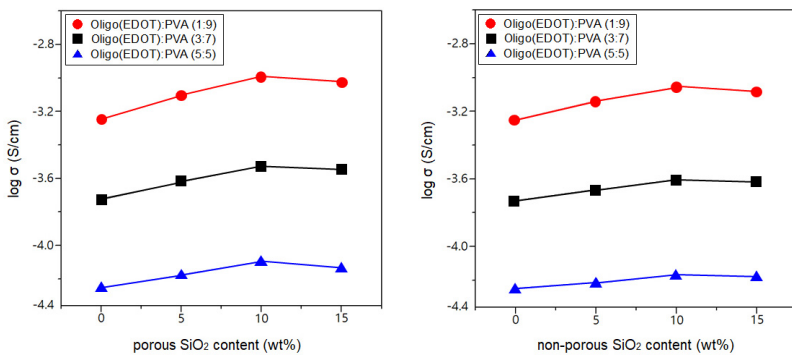 Oligo(EDOT):PVA (1:9)
Oligo(EDOT):PVA (3:7)
Oligo(EDOT):PVA (5:5)
-2.8
-3.2
-3.6
-4.0
-4.4
log σ (S/cm)
0 5 10 15
porous SiO₂ content (wt%)
Oligo(EDOT):PVA (1:9)
Oligo(EDOT):PVA (3:7)
Oligo(EDOT):PVA (5:5)
-2.8
-3.2
-3.6
-4.0
-4.4
log σ (S/cm)
0 5 10 15
non-porous SiO₂ content (wt%)